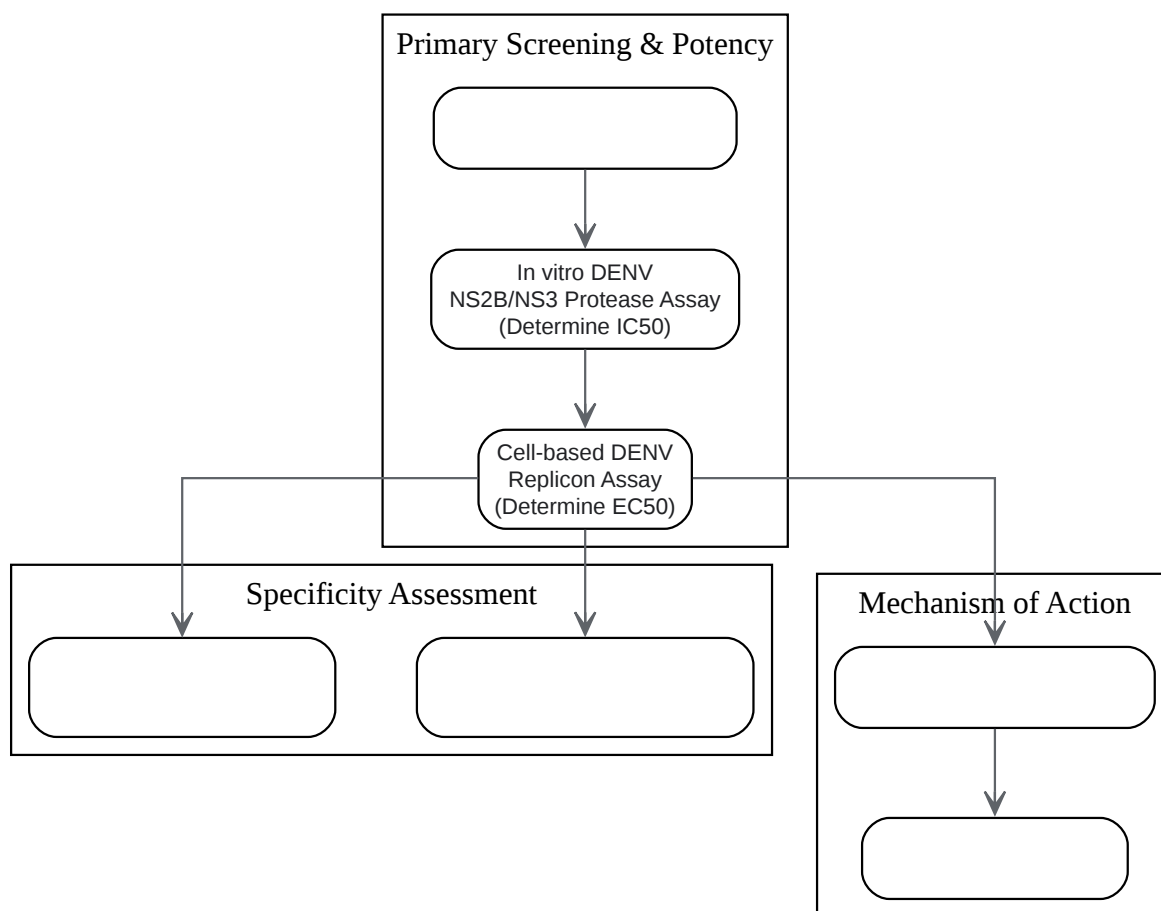 Primary Screening & Potency
In vitro DENV
NS2B/NS3 Protease Assay
(Determine IC50)
Cell-based DENV
Replicon Assay
(Determine EC50)
Specificity Assessment
Mechanism of Action